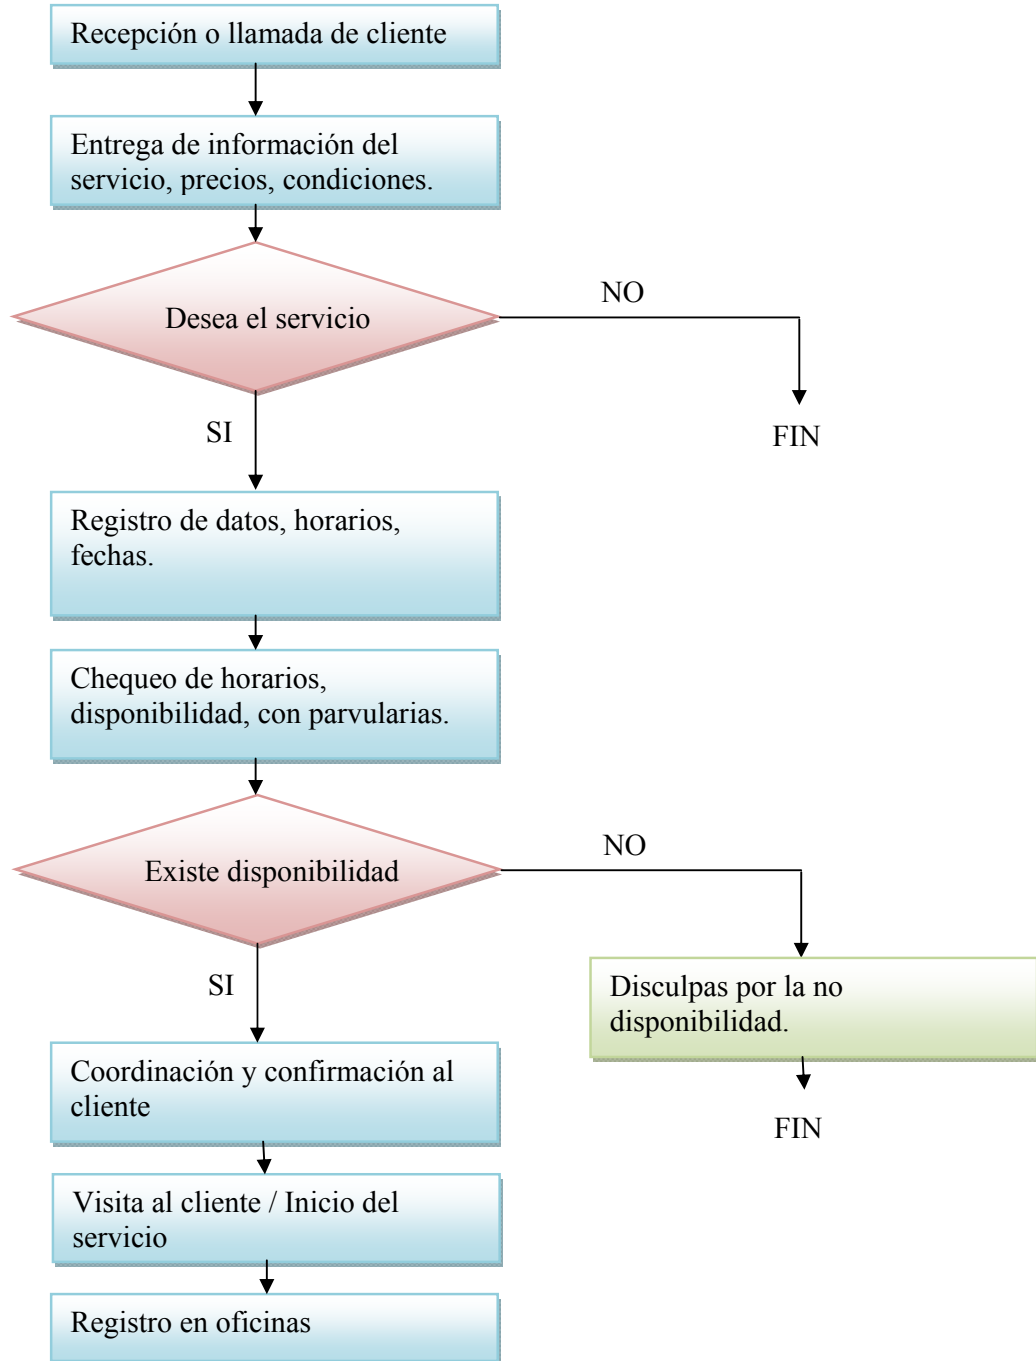 Recepción o llamada de cliente
Entrega de información del
servicio, precios, condiciones.
Desea el servicio
NO
SI
FIN
Registro de datos, horarios,
fechas.
Chequeo de horarios,
disponibilidad, con parvularias.
Existe disponibilidad
NO
SI
Disculpas por la no
disponibilidad.
FIN
Coordinación y confirmación al
cliente
Visita al cliente / Inicio del
servicio
Registro en oficinas